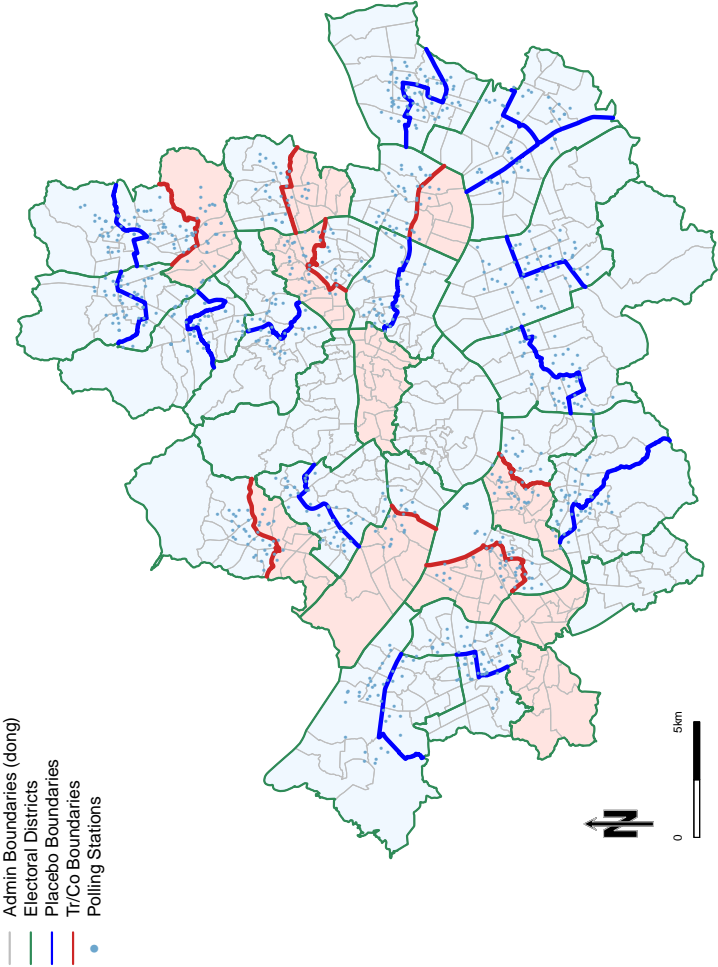 Admin Boundaries (dong)
Electoral Districts
Placebo Boundaries
Tr/Co Boundaries
Polling Stations
N
0
5km